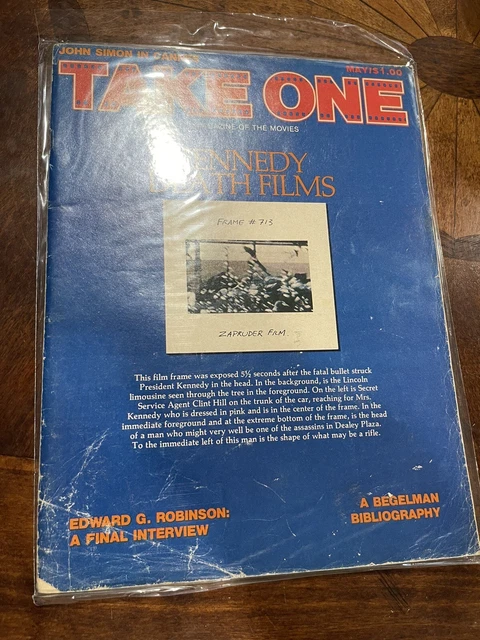 JOHN SIMON IN
MAY/$1.00
TAKE ONE
OF THE MOVIES
KENNEDY
DEATH FILMS
FRAME #713
ZAPRUDER FILM
This film frame was exposed 5½ seconds after the fatal bullet struck
President Kennedy in the head. In the background, is the Lincoln
limousine seen through the tree in the foreground. On the left is Secret
Service Agent Clint Hill on the trunk of the car, reaching for Mrs.
Kennedy who is dressed in pink and is in the center of the frame. In the
immediate foreground and at the extreme bottom of the frame, is the head
of a man who might very well be one of the assassins in Dealey Plaza.
To the immediate left of this man is the shape of what may be a rifle.
EDWARD G. ROBINSON:
A FINAL INTERVIEW
A BEGELMAN
BIBLIOGRAPHY